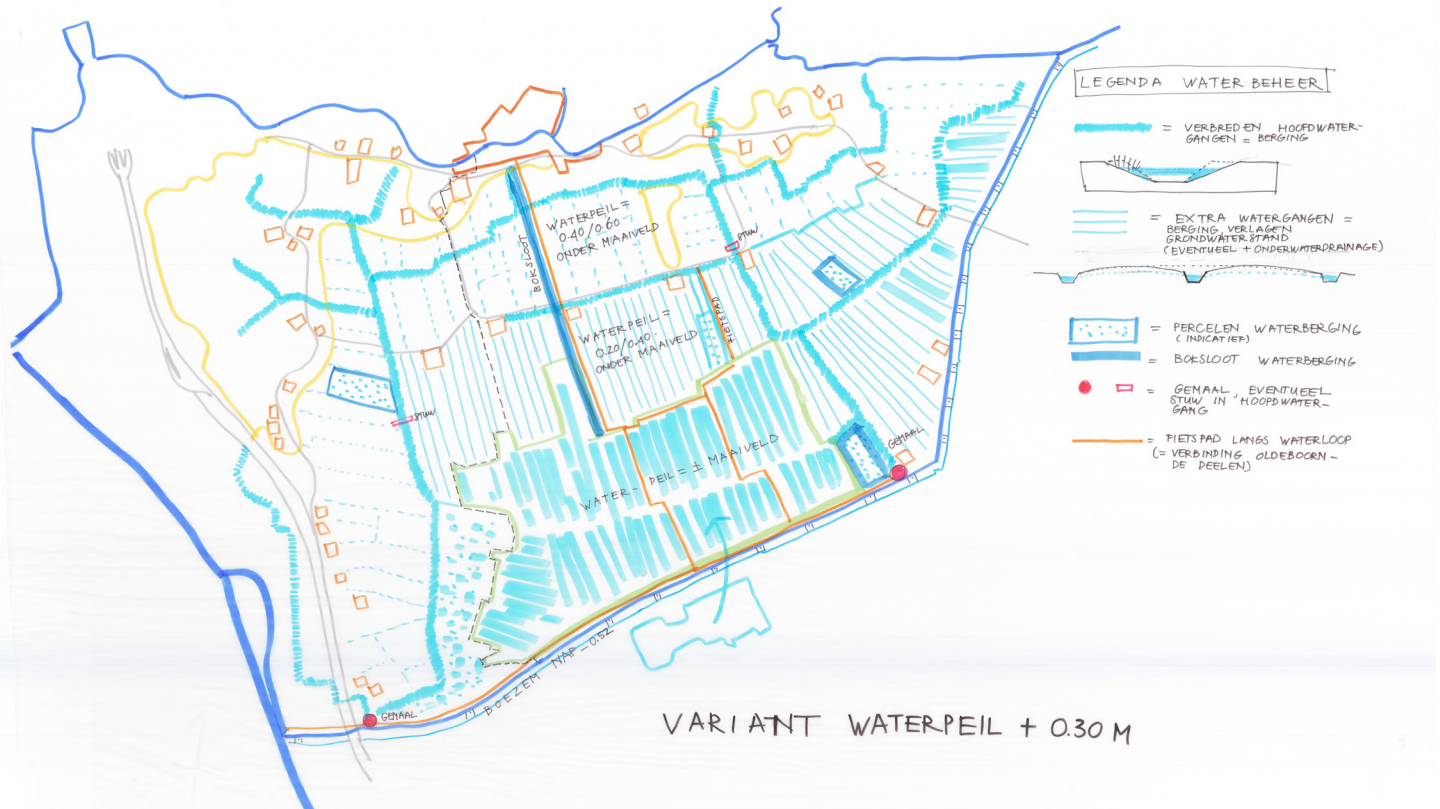 LEGENDA WATERBEHEER
= VERBREDEN HOOFDWATER-
GANGEN = BERGING
= EXTRA WATERGANGEN =
BERGING, VERLAGEN
GRONDWATERSTAND
(EVENTUEEL + ONDERWATERDRAINAGE)
= PERCELEN WATERBERGING
(INDICATIEF)
= BOKSLOOT WATERBERGING
= GEMAAL, EVENTUEEL
STUW IN HOOFDWATER-
GANG
= FIETSPAD LANGS WATERLOOP
(= VERBINDING OLDEBOORN -
DE DEELEN)
WATERPEIL =
0.40/0.60
ONDER MAAIVELD
BOKSLOOT
STUW
WATERPEIL =
0.20/0.40
ONDER MAAIVELD
FIETSPAD
STUW
WATER-PEIL = ± MAAIVELD
GEMAAL
GEMAAL
BOEZEM NAP -0.52
VARIANT WATERPEIL + 0.30 M